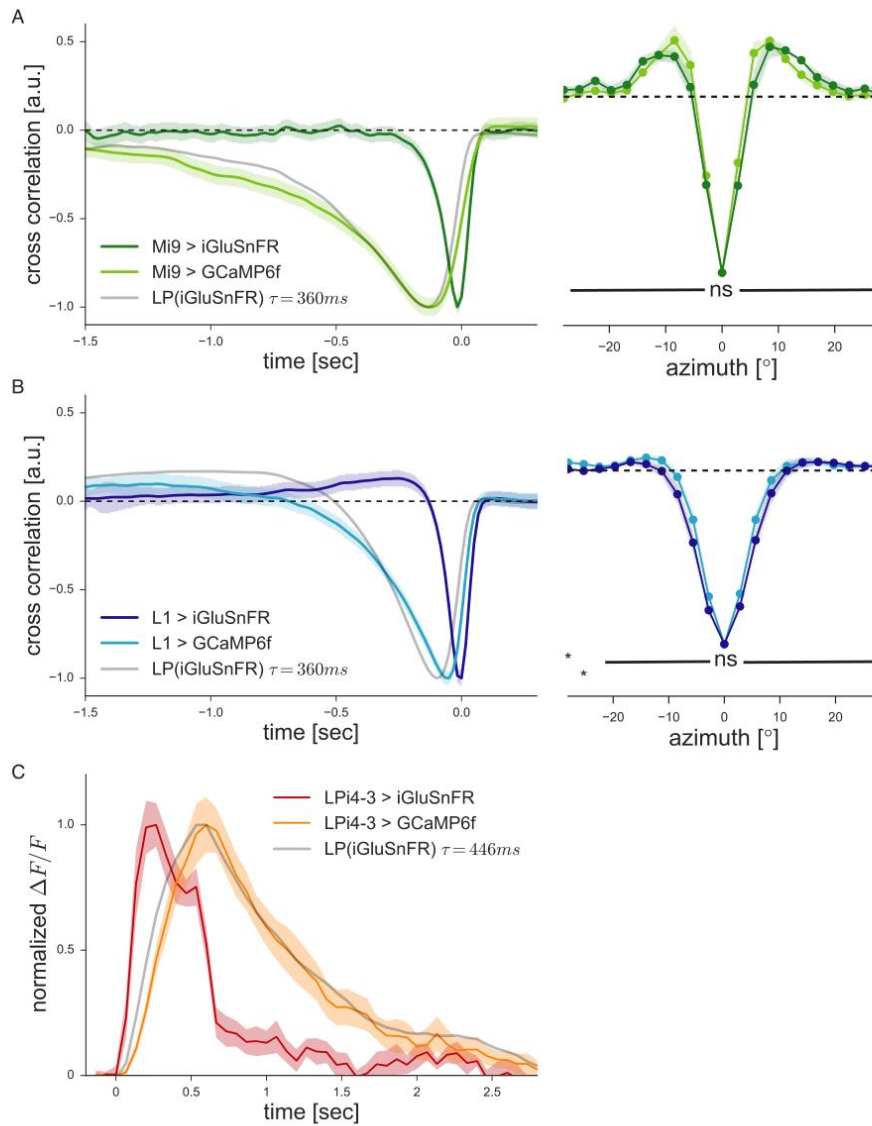 A
cross correlation [a.u.]
0.5
0.0
−0.5
−1.0
Mi9 > iGluSnFR
Mi9 > GCaMP6f
LP(iGluSnFR) τ = 360ms
−1.5 −1.0 −0.5 0.0
time [sec]
ns
−20 −10 0 10 20
azimuth [°]
B
cross correlation [a.u.]
0.5
0.0
−0.5
−1.0
L1 > iGluSnFR
L1 > GCaMP6f
LP(iGluSnFR) τ = 360ms
−1.5 −1.0 −0.5 0.0
time [sec]
* * ns
−20 −10 0 10 20
azimuth [°]
C
normalized ΔF/F
1.0
0.5
0
LPi4-3 > iGluSnFR
LPi4-3 > GCaMP6f
LP(iGluSnFR) τ = 446ms
0 0.5 1 1.5 2 2.5
time [sec]